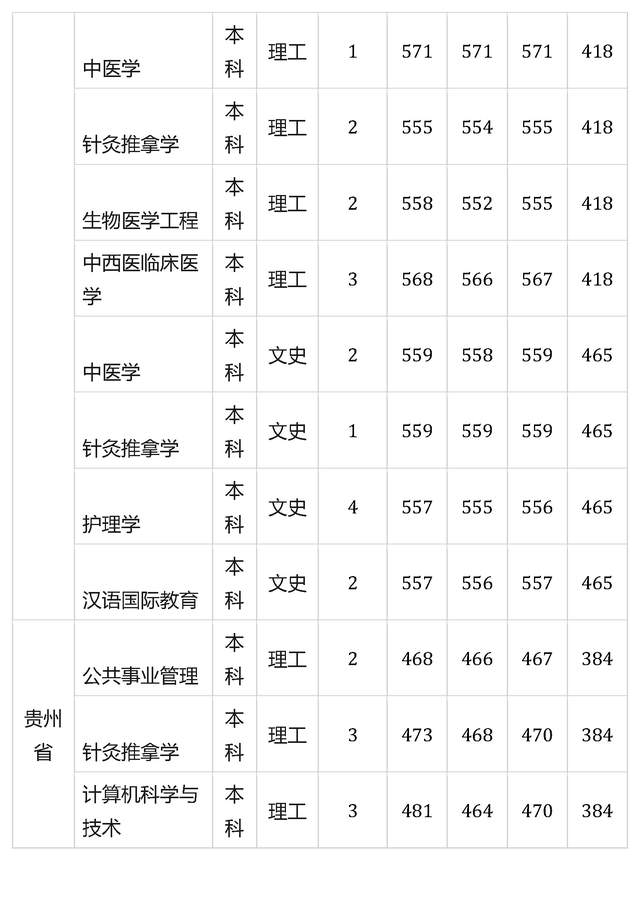 中医学 本科 理工 1 571 571 571 418
针灸推拿学 本科 理工 2 555 554 555 418
生物医学工程 本科 理工 2 558 552 555 418
中西医临床医学 本科 理工 3 568 566 567 418
中医学 本科 文史 2 559 558 559 465
针灸推拿学 本科 文史 1 559 559 559 465
护理学 本科 文史 4 557 555 556 465
汉语国际教育 本科 文史 2 557 556 557 465
贵州省 公共事业管理 本科 理工 2 468 466 467 384
针灸推拿学 本科 理工 3 473 468 470 384
计算机科学与技术 本科 理工 3 481 464 470 384